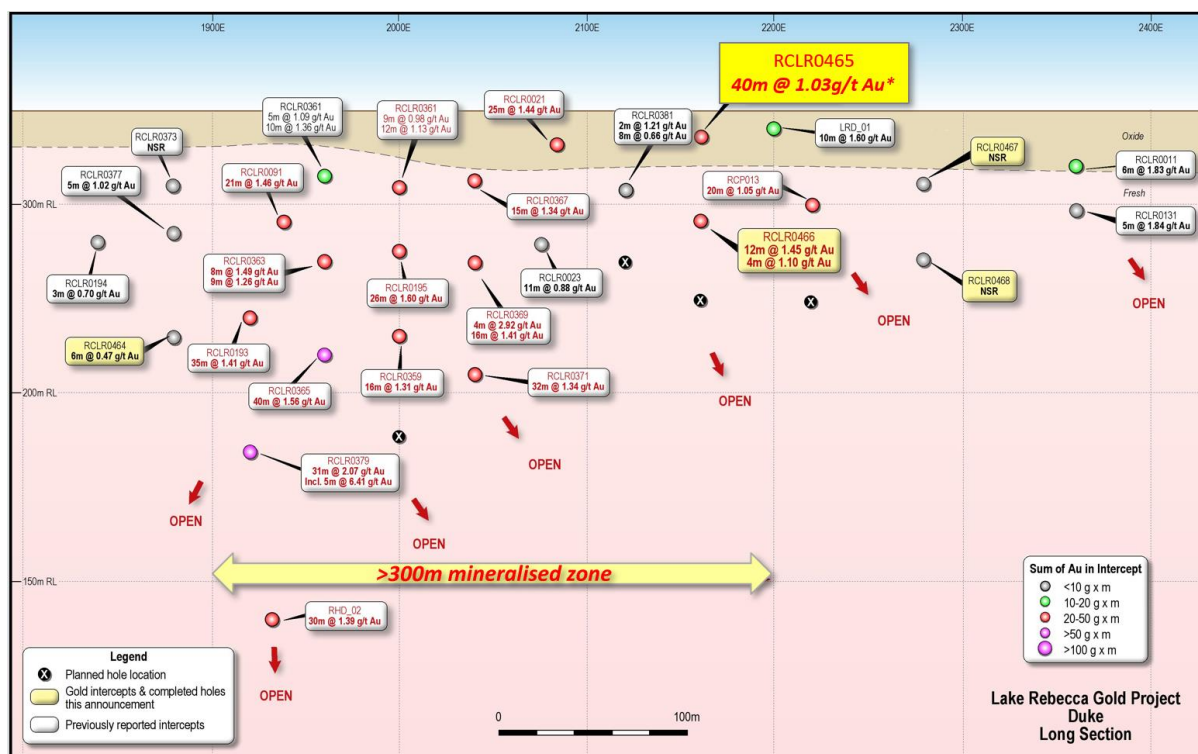 1900E
2000E
2100E
2200E
2300E
2400E
RCLR0465
40m @ 1.03g/t Au*
RCLR0021
25m @ 1.44 g/t Au
RCLR0361
5m @ 1.09 g/t Au
10m @ 1.36 g/t Au
RCLR0361
9m @ 0.98 g/t Au
12m @ 1.13 g/t Au
RCLR0381
2m @ 1.21 g/t Au
8m @ 0.66 g/t Au
LRD_01
10m @ 1.60 g/t Au
Oxide
RCLR0373
NSR
RCLR0467
NSR
RCLR0011
6m @ 1.83 g/t Au
RCLR0377
5m @ 1.02 g/t Au
RCLR0091
21m @ 1.46 g/t Au
RCLR0367
15m @ 1.34 g/t Au
RCP013
20m @ 1.05 g/t Au
Fresh
300m RL
RCLR0131
5m @ 1.84 g/t Au
RCLR0466
12m @ 1.45 g/t Au
4m @ 1.10 g/t Au
RCLR0363
8m @ 1.49 g/t Au
9m @ 1.26 g/t Au
RCLR0194
3m @ 0.70 g/t Au
RCLR0195
26m @ 1.60 g/t Au
RCLR0023
11m @ 0.88 g/t Au
RCLR0468
NSR
X
X
X
OPEN
OPEN
RCLR0369
4m @ 2.92 g/t Au
16m @ 1.41 g/t Au
RCLR0464
6m @ 0.47 g/t Au
RCLR0193
35m @ 1.41 g/t Au
RCLR0365
40m @ 1.56 g/t Au
RCLR0359
16m @ 1.31 g/t Au
RCLR0371
32m @ 1.34 g/t Au
200m RL
OPEN
X
RCLR0379
31m @ 2.07 g/t Au
Incl. 5m @ 6.41 g/t Au
OPEN
OPEN
OPEN
>300m mineralised zone
150m RL
RHD_02
30m @ 1.39 g/t Au
OPEN
Sum of Au in Intercept
<10 g x m
10-20 g x m
20-50 g x m
>50 g x m
>100 g x m
Legend
X Planned hole location
Gold intercepts & completed holes
this announcement
Previously reported intercepts
0
100m
Lake Rebecca Gold Project
Duke
Long Section